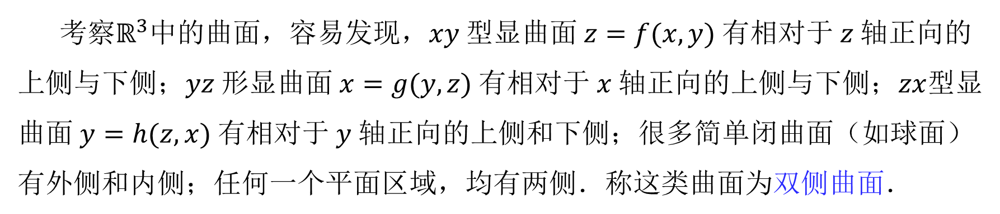 考察ℝ³中的曲面，容易发现，xy 型显曲面 z = f(x, y) 有相对于 z 轴正向的
上侧与下侧；yz 形显曲面 x = g(y, z) 有相对于 x 轴正向的上侧与下侧；zx型显
曲面 y = h(z, x) 有相对于 y 轴正向的上侧和下侧；很多简单闭曲面（如球面）
有外侧和内侧；任何一个平面区域，均有两侧．称这类曲面为双侧曲面．